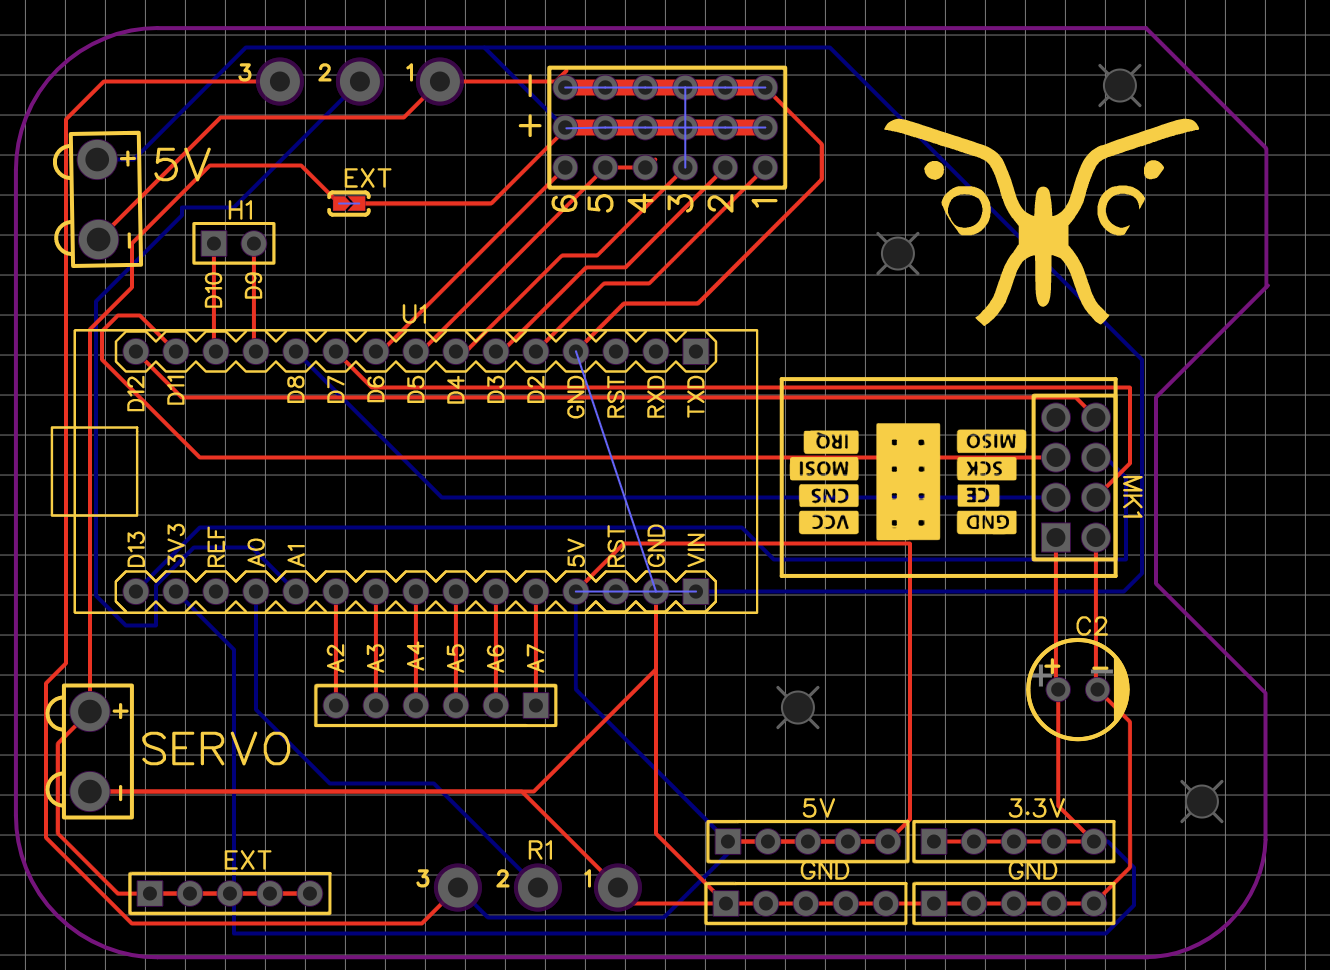 3 2 1
5V
+
-
EXT
H1
D10 D9
-
+
6 5 4 3 2 1
U1
D12 D11 D8 D7 D6 D5 D4 D3 D2 GND RST RXD TXD
D13 3V3 REF A0 A1 5V RST GND VIN
IRQ MISO
MOSI SCK
CNS CE
VCC GND
MK1
A2 A3 A4 A5 A6 A7
C2
+ -
+
SERVO
-
EXT
3 2 1
R1
5V 3.3V
GND GND